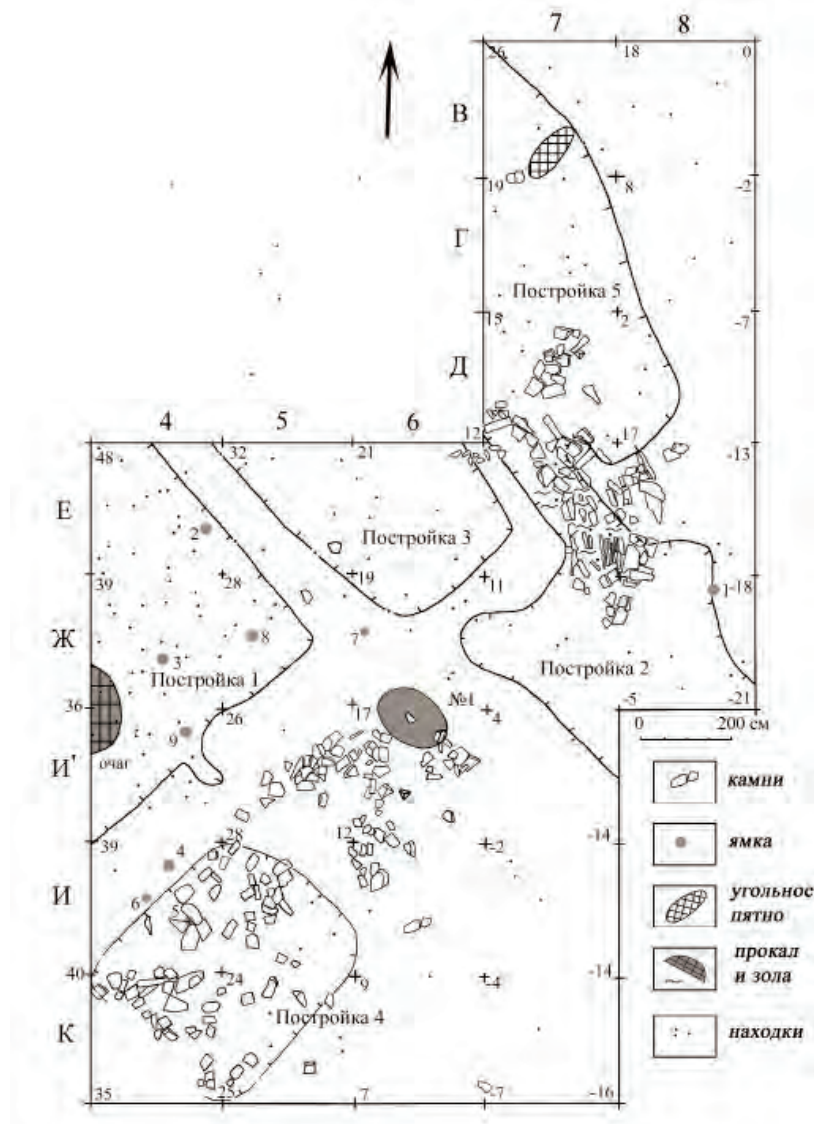 7 8
26 18 0
В
19 8 -2
Г
Постройка 5
15 2 -7
Д
4 5 6
12 17 -13
48 32 21
Е
2
Постройка 3
39 28 19 11 -18
1
Ж
8 7
3
Постройка 1
Постройка 2
№1
36 26 17 4 -5 -21
9
0 200 см
очаг
И'
камни
39 28 12 -2 -14
4
ямка
И
6
5
угольное
пятно
40 24 9 -4 -14
прокал
и зола
Постройка 4
К
находки
35 25 -7 -7 -16